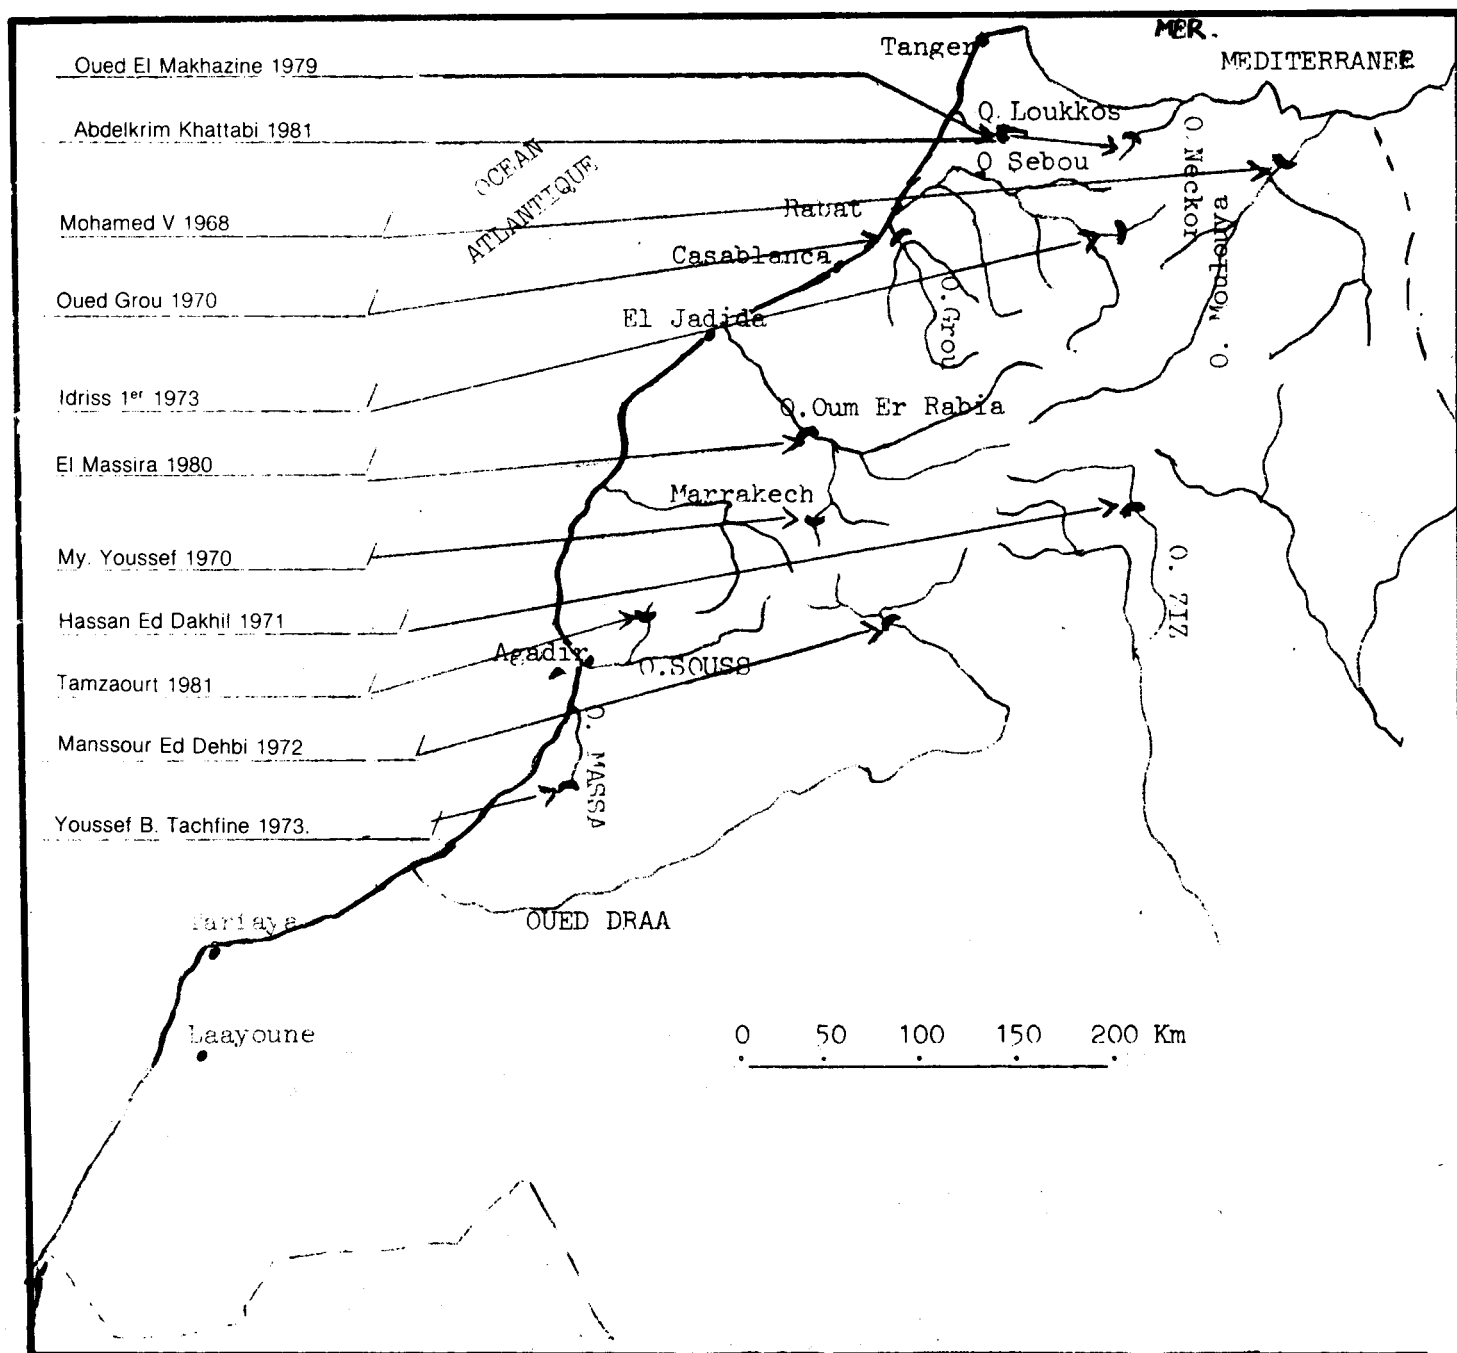 MER.
MEDITERRANEE
Tanger
Oued El Makhazine 1979
Abdelkrim Khattabi 1981
Mohamed V 1968
Oued Grou 1970
Idriss 1er 1973
El Massira 1980
My. Youssef 1970
Hassan Ed Dakhil 1971
Tamzaourt 1981
Manssour Ed Dehbi 1972
Youssef B. Tachfine 1973.
OCEAN
ATLANTIQUE
O. Loukkos
O Sebou
O. Neckor
O. Moulouya
Rabat
Casablanca
O. Grou
El Jadida
O.Oum Er Rabia
Marrakech
O. ZIZ
Agadir
O.SOUSS
O. MASSA
OUED DRAA
Tarfaya
Laayoune
0 50 100 150 200 Km